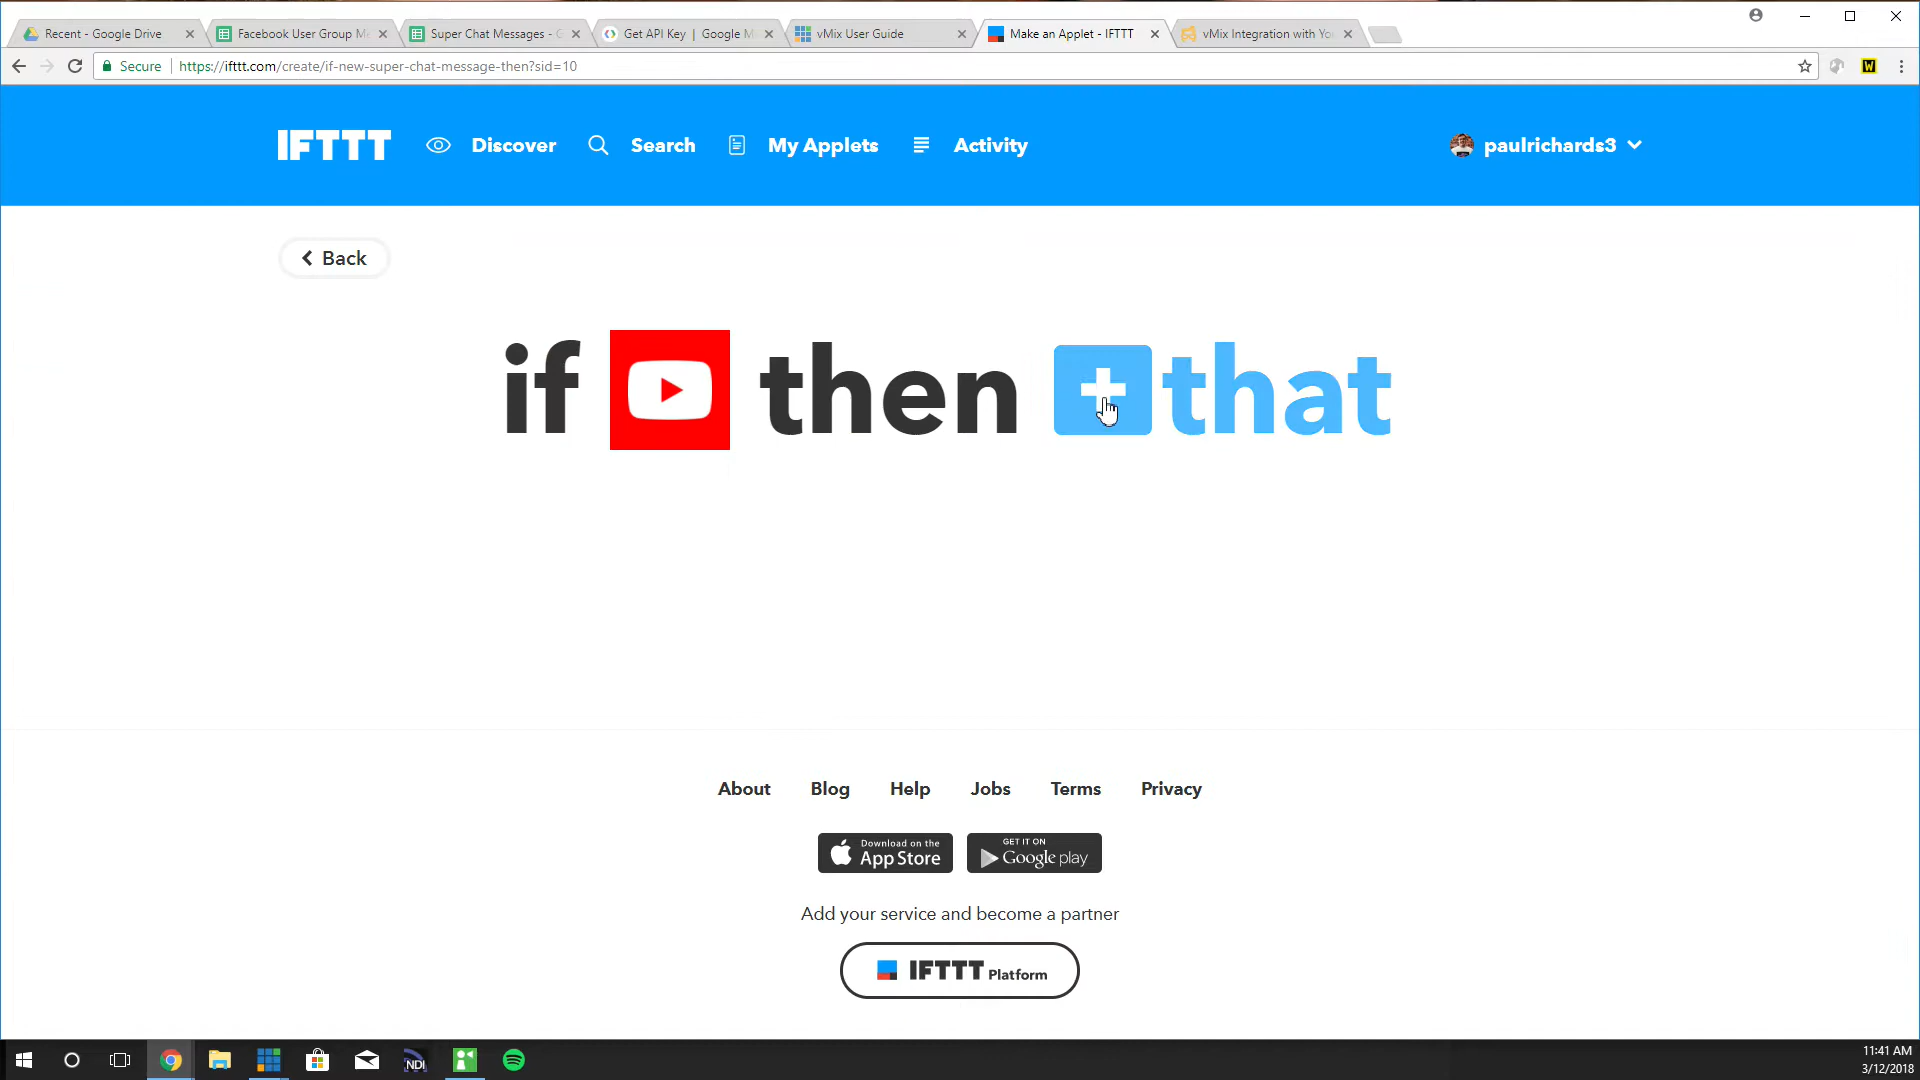 Recent - Google Drive
Facebook User Group M
Super Chat Messages - G
Get API Key | Google M
vMix User Guide
Make an Applet - IFTTT
vMix Integration with Yo
Secure
https://ifttt.com/create/if-new-super-chat-message-then?sid=10
W
IFTTT
Discover
Search
My Applets
Activity
paulrichards3
Back
if then that
About
Blog
Help
Jobs
Terms
Privacy
Download on the
App Store
GET IT ON
Google play
Add your service and become a partner
IFTTT Platform
NDI
11:41 AM
3/12/2018